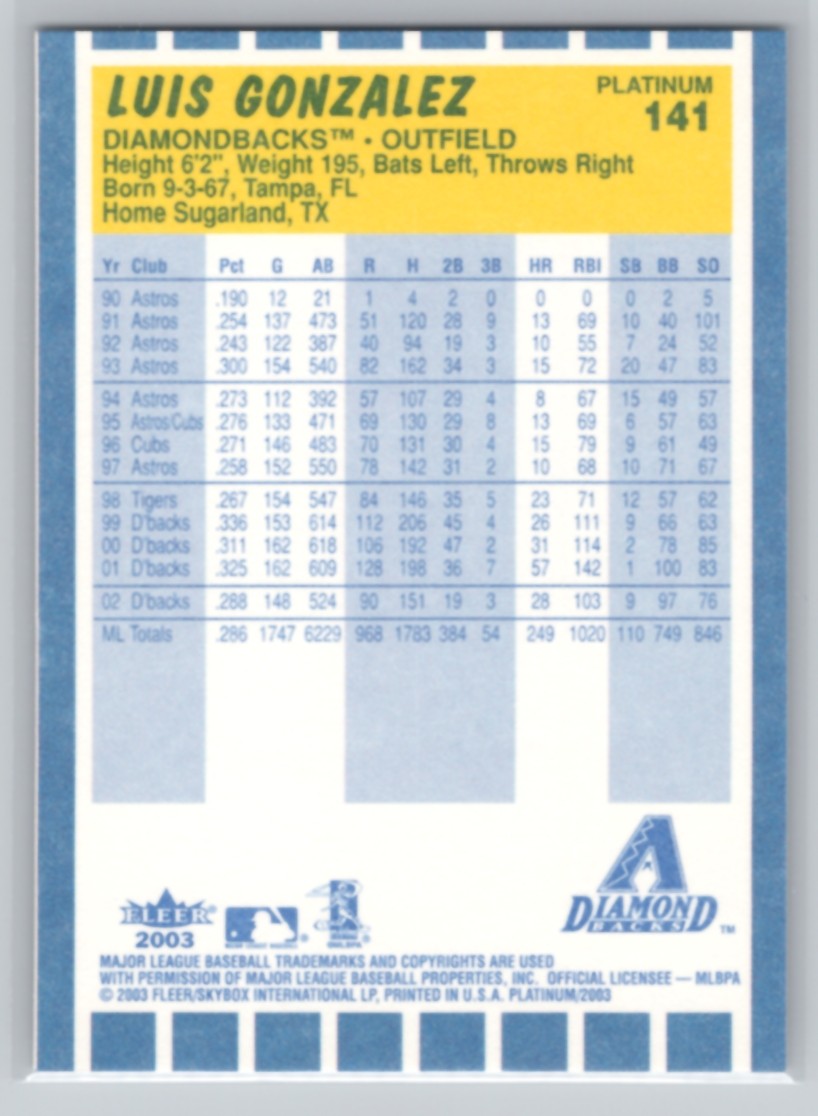 LUIS GONZALEZ
PLATINUM
141
DIAMONDBACKS™ • OUTFIELD
Height 6'2", Weight 195, Bats Left, Throws Right
Born 9-3-67, Tampa, FL
Home Sugarland, TX
Yr Club Pct G AB R H 2B 3B HR RBI SB BB SO
90 Astros .190 12 21 1 4 2 0 0 0 0 2 5
91 Astros .254 137 473 51 120 28 9 13 69 10 40 101
92 Astros .243 122 387 40 94 19 3 10 55 7 24 52
93 Astros .300 154 540 82 162 34 3 15 72 20 47 83
94 Astros .273 112 392 57 107 29 4 8 67 15 49 57
95 Astros/Cubs .276 133 471 69 130 29 8 13 69 6 57 63
96 Cubs .271 146 483 70 131 30 4 15 79 9 61 49
97 Astros .258 152 550 78 142 31 2 10 68 10 71 67
98 Tigers .267 154 547 84 146 35 5 23 71 12 57 62
99 D'backs .336 153 614 112 206 45 4 26 111 9 66 63
00 D'backs .311 162 618 106 192 47 2 31 114 2 78 85
01 D'backs .325 162 609 128 198 36 7 57 142 1 100 83
02 D'backs .288 148 524 90 151 19 3 28 103 9 97 76
ML Totals .286 1747 6229 968 1783 384 54 249 1020 110 749 846
FLEER
2003
DIAMOND
BACKS ™
MAJOR LEAGUE BASEBALL TRADEMARKS AND COPYRIGHTS ARE USED
WITH PERMISSION OF MAJOR LEAGUE BASEBALL PROPERTIES, INC. OFFICIAL LICENSEE — MLBPA
© 2003 FLEER/SKYBOX INTERNATIONAL LP, PRINTED IN U.S.A. PLATINUM/2003